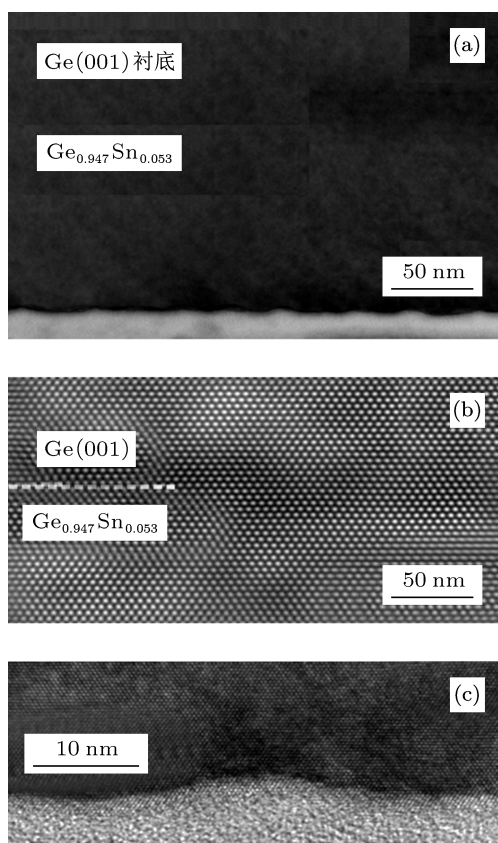 (a)
Ge(001)衬底
Ge0.947Sn0.053
50 nm
(b)
Ge(001)
Ge0.947Sn0.053
50 nm
(c)
10 nm